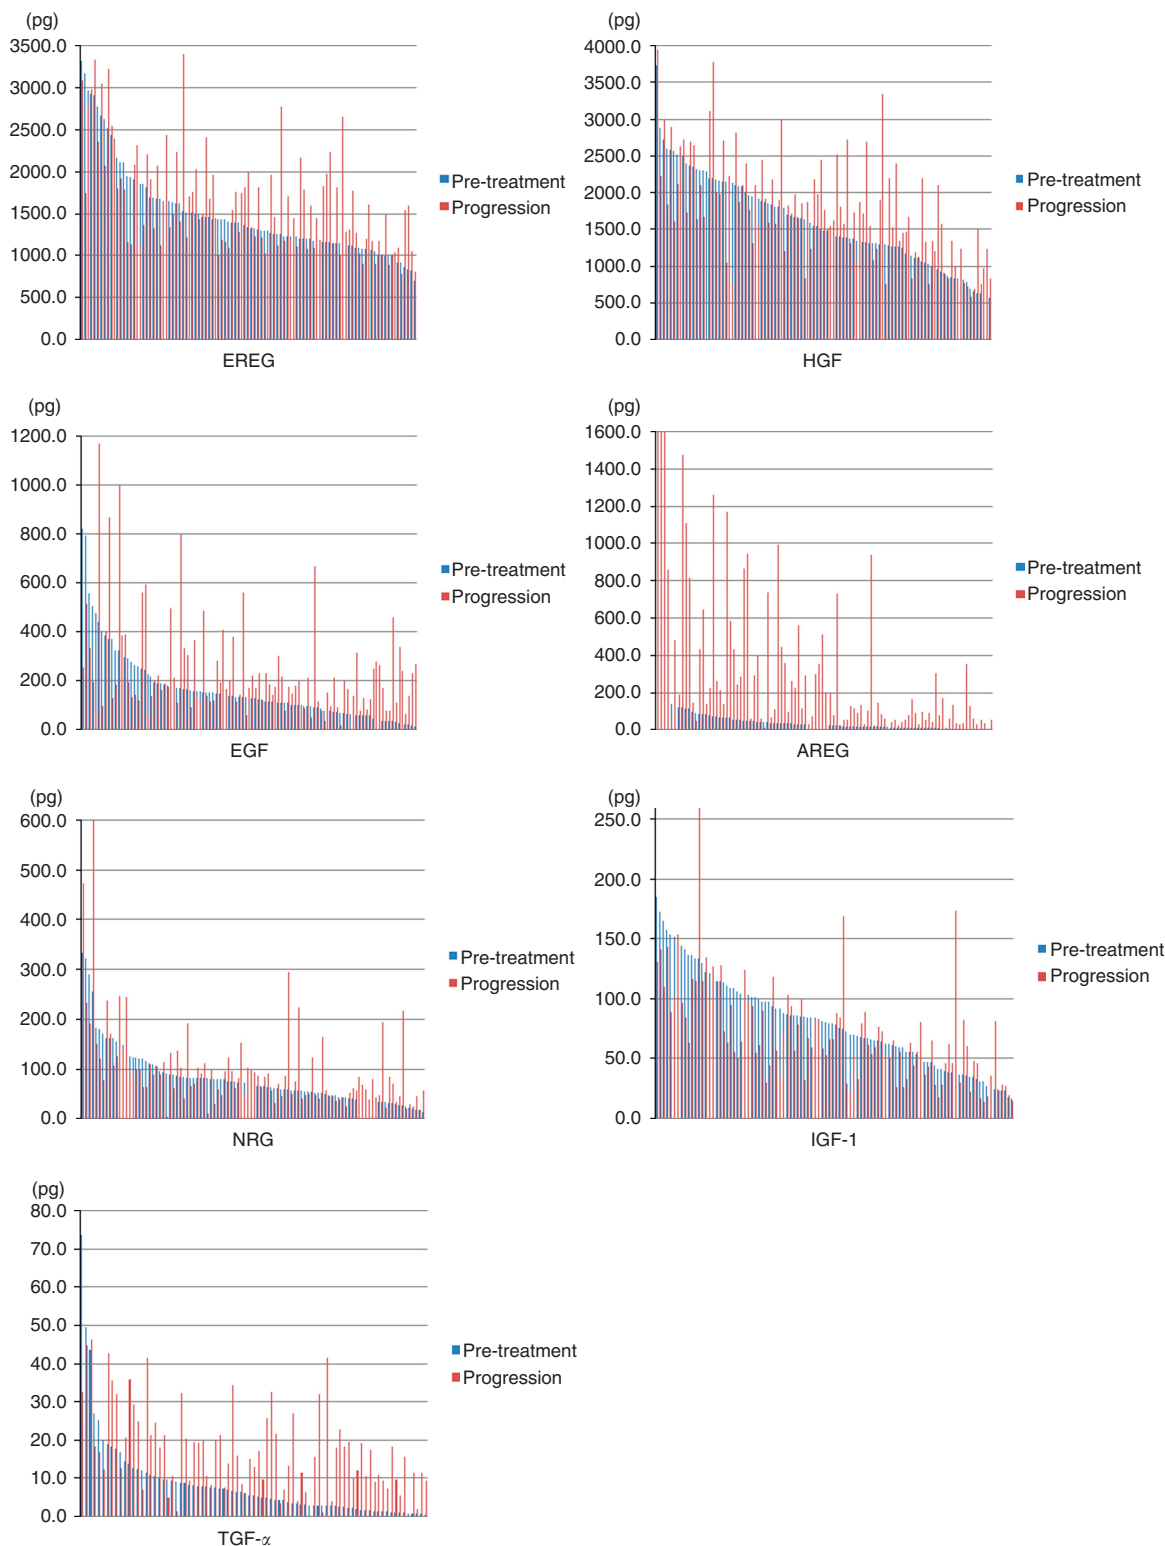 (pg)
3500.0
3000.0
2500.0
2000.0
1500.0
1000.0
500.0
0.0
EREG
Pre-treatment
Progression
(pg)
4000.0
3500.0
3000.0
2500.0
2000.0
1500.0
1000.0
500.0
0.0
HGF
Pre-treatment
Progression
(pg)
1200.0
1000.0
800.0
600.0
400.0
200.0
0.0
EGF
Pre-treatment
Progression
(pg)
1600.0
1400.0
1200.0
1000.0
800.0
600.0
400.0
200.0
0.0
AREG
Pre-treatment
Progression
(pg)
600.0
500.0
400.0
300.0
200.0
100.0
0.0
NRG
Pre-treatment
Progression
(pg)
250.0
200.0
150.0
100.0
50.0
0.0
IGF-1
Pre-treatment
Progression
(pg)
80.0
70.0
60.0
50.0
40.0
30.0
20.0
10.0
0.0
TGF-α
Pre-treatment
Progression